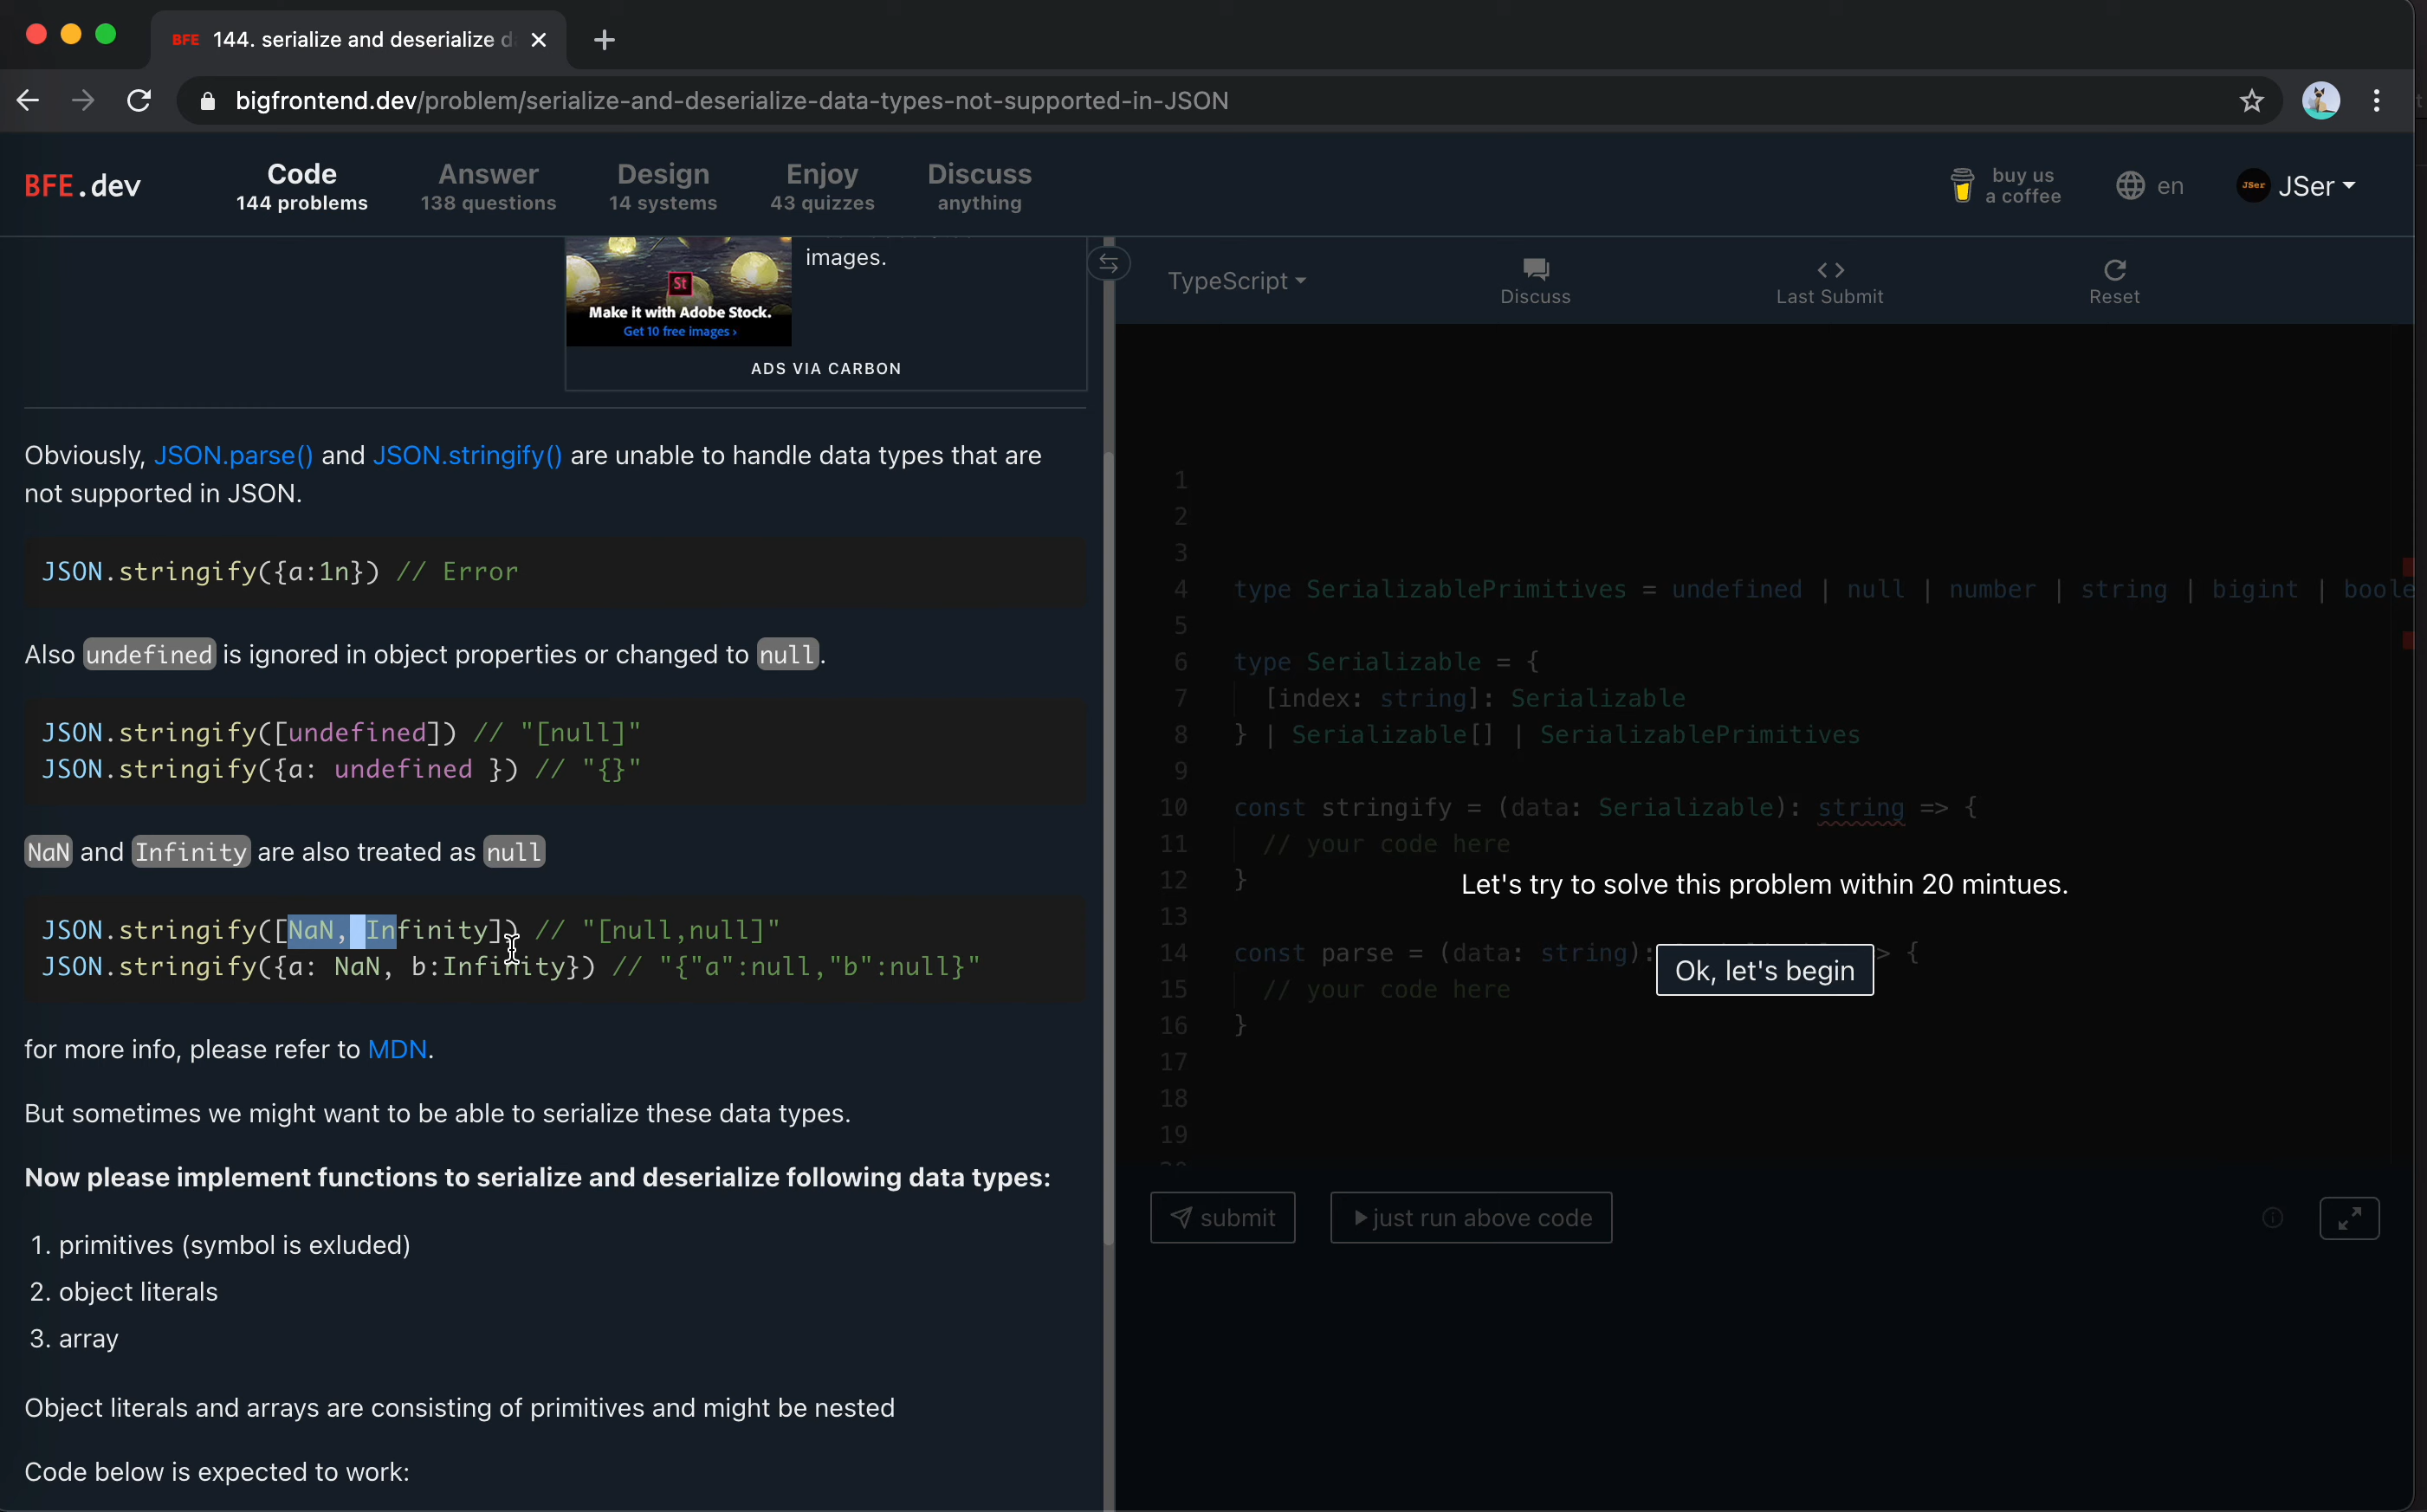 BFE 144. serialize and deserialize d
bigfrontend.dev/problem/serialize-and-deserialize-data-types-not-supported-in-JSON
BFE.dev
Code
144 problems
Answer
138 questions
Design
14 systems
Enjoy
43 quizzes
Discuss
anything
buy us
a coffee
en
JSer
JSer
images.
St
Make it with Adobe Stock.
Get 10 free images ›
ADS VIA CARBON
Obviously, JSON.parse() and JSON.stringify() are unable to handle data types that are
not supported in JSON.
JSON.stringify({a:1n}) // Error
Also undefined is ignored in object properties or changed to null.
JSON.stringify([undefined]) // "[null]"
JSON.stringify({a: undefined }) // "{}"
NaN and Infinity are also treated as null
JSON.stringify([NaN, Infinity]) // "[null,null]"
JSON.stringify({a: NaN, b:Infinity}) // "{"a":null,"b":null}"
for more info, please refer to MDN.
But sometimes we might want to be able to serialize these data types.
Now please implement functions to serialize and deserialize following data types:
1. primitives (symbol is exluded)
2. object literals
3. array
Object literals and arrays are consisting of primitives and might be nested
Code below is expected to work:
TypeScript
Discuss
Last Submit
Reset
1
2
3
4 type SerializablePrimitives = undefined | null | number | string | bigint | boole
5
6 type Serializable = {
7 [index: string]: Serializable
8 } | Serializable[] | SerializablePrimitives
9
10 const stringify = (data: Serializable): string => {
11 // your code here
12 }
Let's try to solve this problem within 20 mintues.
13
14 const parse = (data: string): > {
Ok, let's begin
15 // your code here
16 }
17
18
19
submit
just run above code